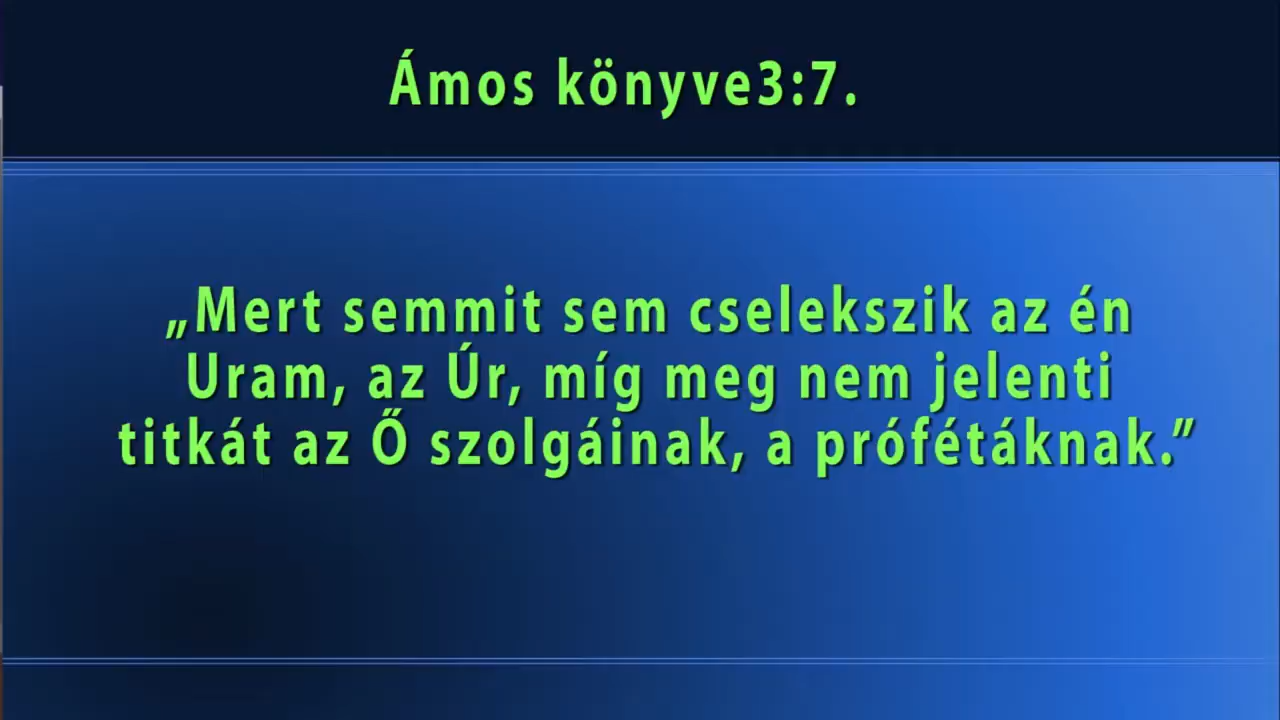 Ámos könyve3:7.
„Mert semmit sem cselekszik az én
Uram, az Úr, míg meg nem jelenti
titkát az Ő szolgáinak, a prófétáknak.”